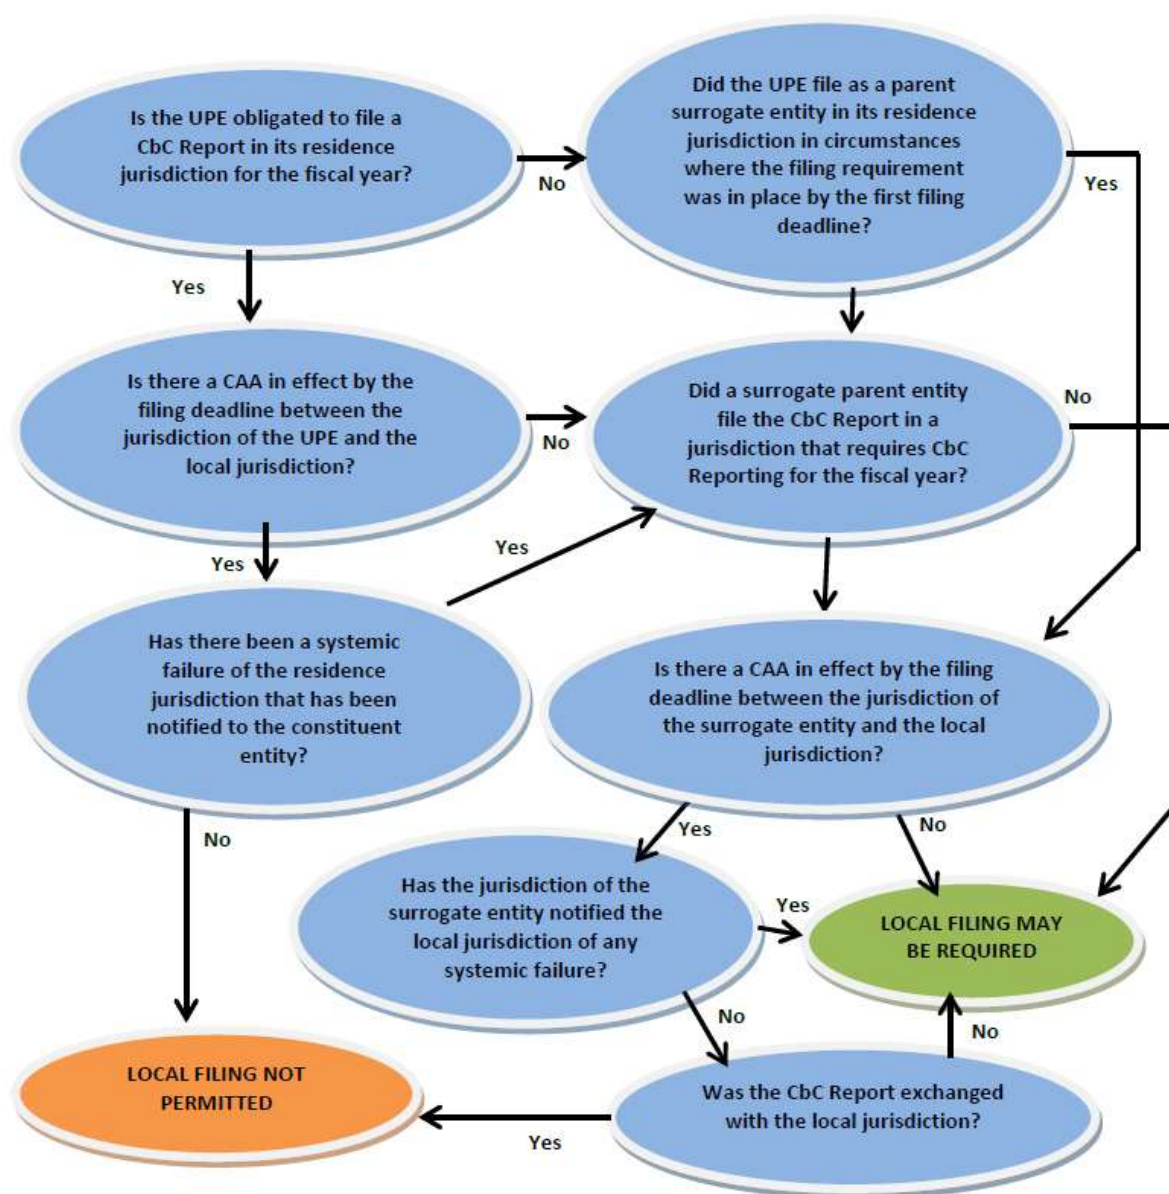 Is the UPE obligated to file a
CbC Report in its residence
jurisdiction for the fiscal year?
No
Did the UPE file as a parent
surrogate entity in its residence
jurisdiction in circumstances
where the filing requirement
was in place by the first filing
deadline?
Yes
Yes
Is there a CAA in effect by the
filing deadline between the
jurisdiction of the UPE and the
local jurisdiction?
No
Did a surrogate parent entity
file the CbC Report in a
jurisdiction that requires CbC
Reporting for the fiscal year?
No
Yes
Yes
Has there been a systemic
failure of the residence
jurisdiction that has been
notified to the constituent
entity?
Is there a CAA in effect by the filing
deadline between the jurisdiction of
the surrogate entity and the local
jurisdiction?
No
Yes
No
Has the jurisdiction of the
surrogate entity notified the
local jurisdiction of any
systemic failure?
Yes
LOCAL FILING MAY
BE REQUIRED
No
No
LOCAL FILING NOT
PERMITTED
Yes
Was the CbC Report exchanged
with the local jurisdiction?